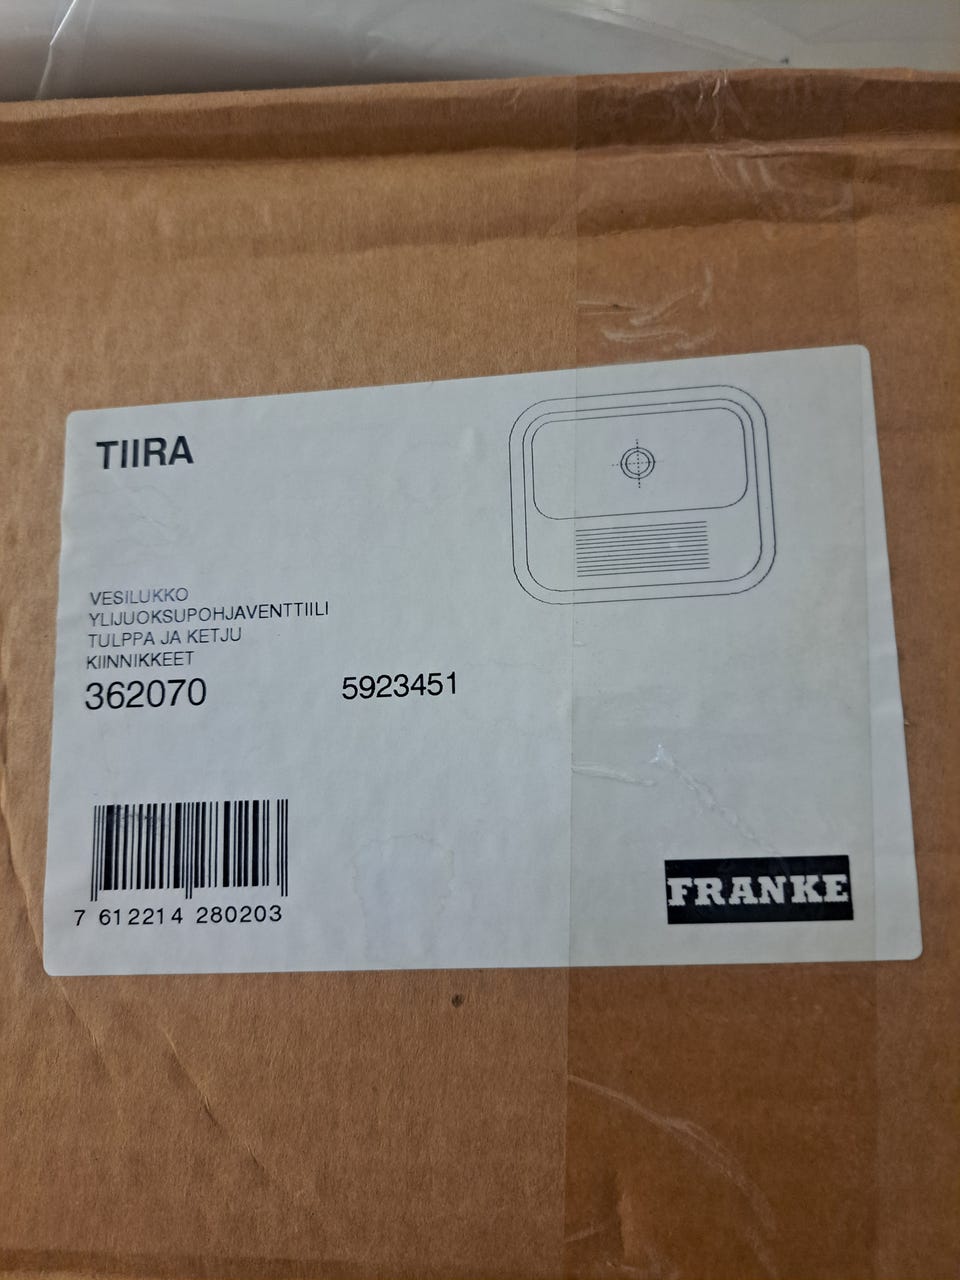 TIIRA
VESILUKKO
YLIJUOKSUPOHJAVENTTIILI
TULPPA JA KETJU
KIINNIKKEET
362070 5923451
7 612214 280203
FRANKE